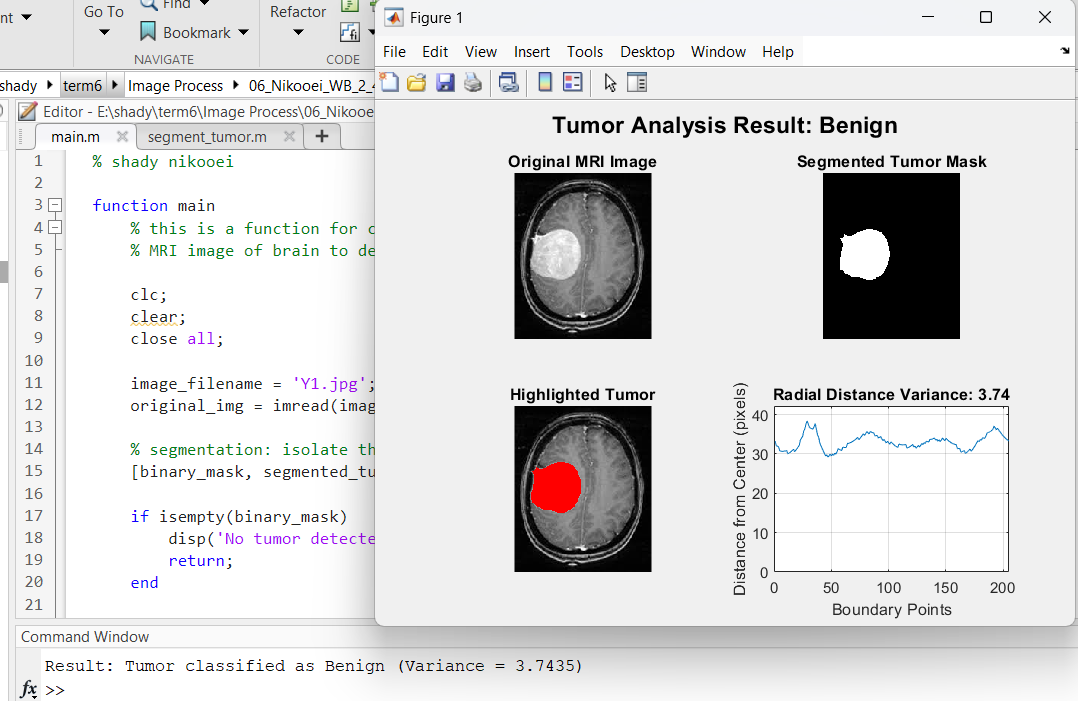 nt
Go To
Find
Bookmark
NAVIGATE
Refactor
CODE
shady
term6
Image Process
06_Nikooei_WB_2_4
Editor - E:\shady\term6\Image Process\06_Nikooe
main.m
segment_tumor.m
1 % shady nikooei
2
3 function main
4 % this is a function for c
5 % MRI image of brain to de
6
7 clc;
8 clear;
9 close all;
10
11 image_filename = 'Y1.jpg';
12 original_img = imread(imag
13
14 % segmentation: isolate th
15 [binary_mask, segmented_tu
16
17 if isempty(binary_mask)
18 disp('No tumor detecte
19 return;
20 end
21
Command Window
Result: Tumor classified as Benign (Variance = 3.7435)
fx >>
Figure 1
File Edit View Insert Tools Desktop Window Help
Tumor Analysis Result: Benign
Original MRI Image
Segmented Tumor Mask
Highlighted Tumor
Radial Distance Variance: 3.74
Distance from Center (pixels)
40
30
20
10
0
0 50 100 150 200
Boundary Points